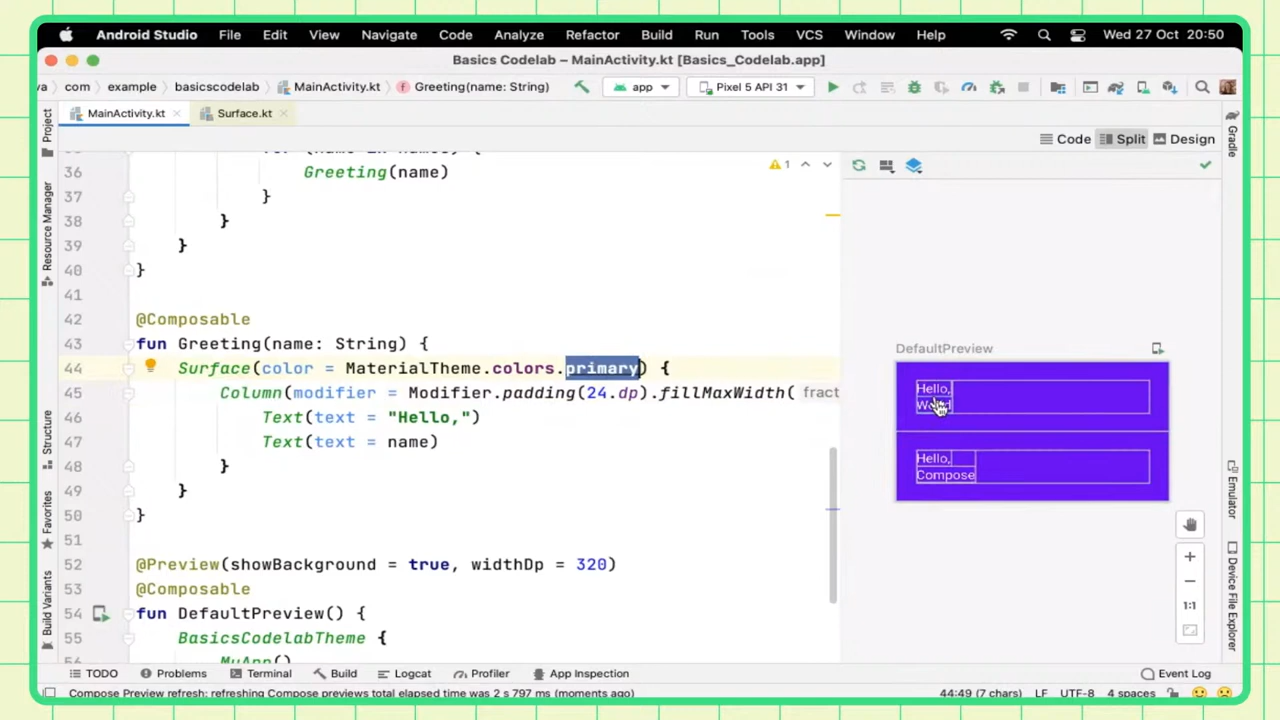 Android Studio File Edit View Navigate Code Analyze Refactor Build Run Tools VCS Window Help Wed 27 Oct 20:50
Basics Codelab – MainActivity.kt [Basics_Codelab.app]
va com example basicscodelab MainActivity.kt Greeting(name: String) app Pixel 5 API 31
MainActivity.kt Surface.kt
Code Split Design
Project
Resource Manager
Structure
Favorites
Build Variants
Gradle
Emulator
Device File Explorer
1
36 Greeting(name)
37 }
38 }
39 }
40 }
41
42 @Composable
43 fun Greeting(name: String) {
44 Surface(color = MaterialTheme.colors.primary) {
45 Column(modifier = Modifier.padding(24.dp).fillMaxWidth( fract
46 Text(text = "Hello,")
47 Text(text = name)
48 }
49 }
50 }
51
52 @Preview(showBackground = true, widthDp = 320)
53 @Composable
54 fun DefaultPreview() {
55 BasicsCodelabTheme {
56 MyApp()
DefaultPreview
Hello,
Hello,
Compose
1:1
TODO Problems Terminal Build Logcat Profiler App Inspection Event Log
Compose Preview refresh: refreshing Compose previews total elapsed time was 2 s 797 ms (moments ago) 44:49 (7 chars) LF UTF-8 4 spaces